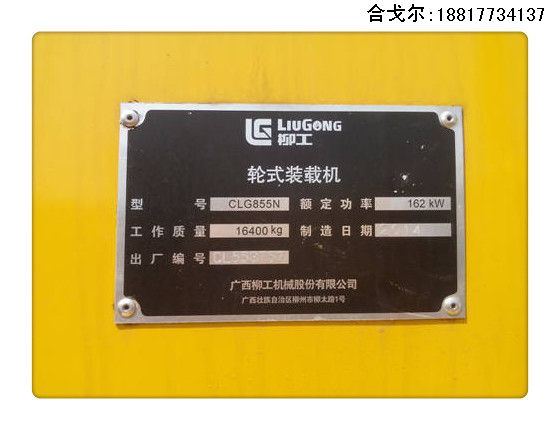 合戈尔:18817734137
LIUGONG
柳工
轮式装载机
型号 CLG855N 额定功率 162 kW
工作质量 16400 kg 制造日期
出厂编号
广西柳工机械股份有限公司
广西壮族自治区柳州市柳太路1号